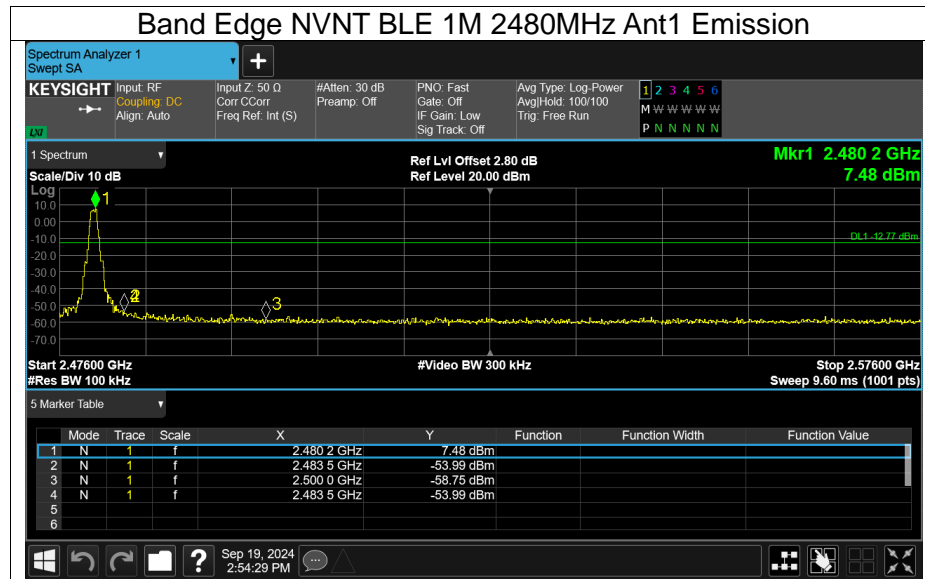 Band Edge NVNT BLE 1M 2480MHz Ant1 Emission
Spectrum Analyzer 1
Swept SA
+
KEYSIGHT
LXI
Input: RF
Coupling: DC
Align: Auto
Input Z: 50 Ω
Corr CCorr
Freq Ref: Int (S)
#Atten: 30 dB
Preamp: Off
PNO: Fast
Gate: Off
IF Gain: Low
Sig Track: Off
Avg Type: Log-Power
Avg|Hold: 100/100
Trig: Free Run
1 2 3 4 5 6
M W W W W W
P N N N N N
1 Spectrum
Scale/Div 10 dB
Ref Lvl Offset 2.80 dB
Ref Level 20.00 dBm
Mkr1 2.480 2 GHz
7.48 dBm
Log
10.0
0.00
-10.0
-20.0
-30.0
-40.0
-50.0
-60.0
-70.0
1
3
DL1 -12.77 dBm
Start 2.47600 GHz
#Res BW 100 kHz
#Video BW 300 kHz
Stop 2.57600 GHz
Sweep 9.60 ms (1001 pts)
5 Marker Table
Mode Trace Scale X Y Function Function Width Function Value
1 N 1 f 2.480 2 GHz 7.48 dBm
2 N 1 f 2.483 5 GHz -53.99 dBm
3 N 1 f 2.500 0 GHz -58.75 dBm
4 N 1 f 2.483 5 GHz -53.99 dBm
5
6
?
Sep 19, 2024
2:54:29 PM